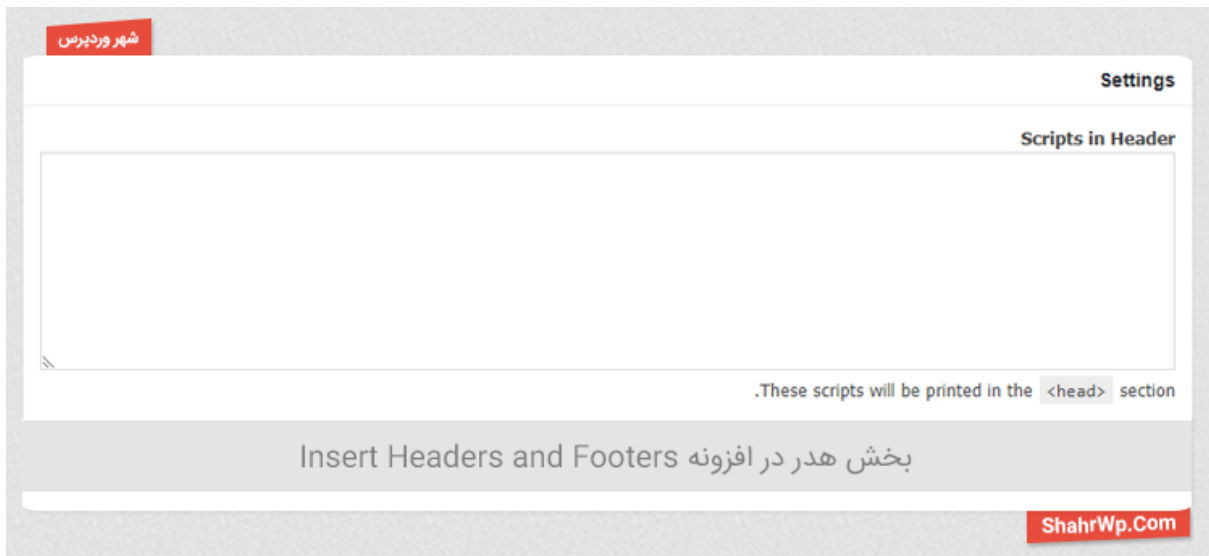 شهر وردپرس
Settings
Scripts in Header
.These scripts will be printed in the <head> section
بخش هدر در افزونه Insert Headers and Footers
ShahrWp.Com